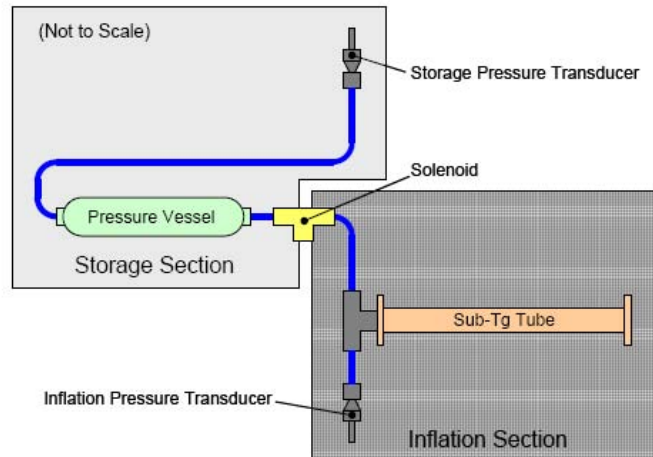 (Not to Scale)
Storage Pressure Transducer
Solenoid
Pressure Vessel
Storage Section
Sub-Tg Tube
Inflation Pressure Transducer
Inflation Section